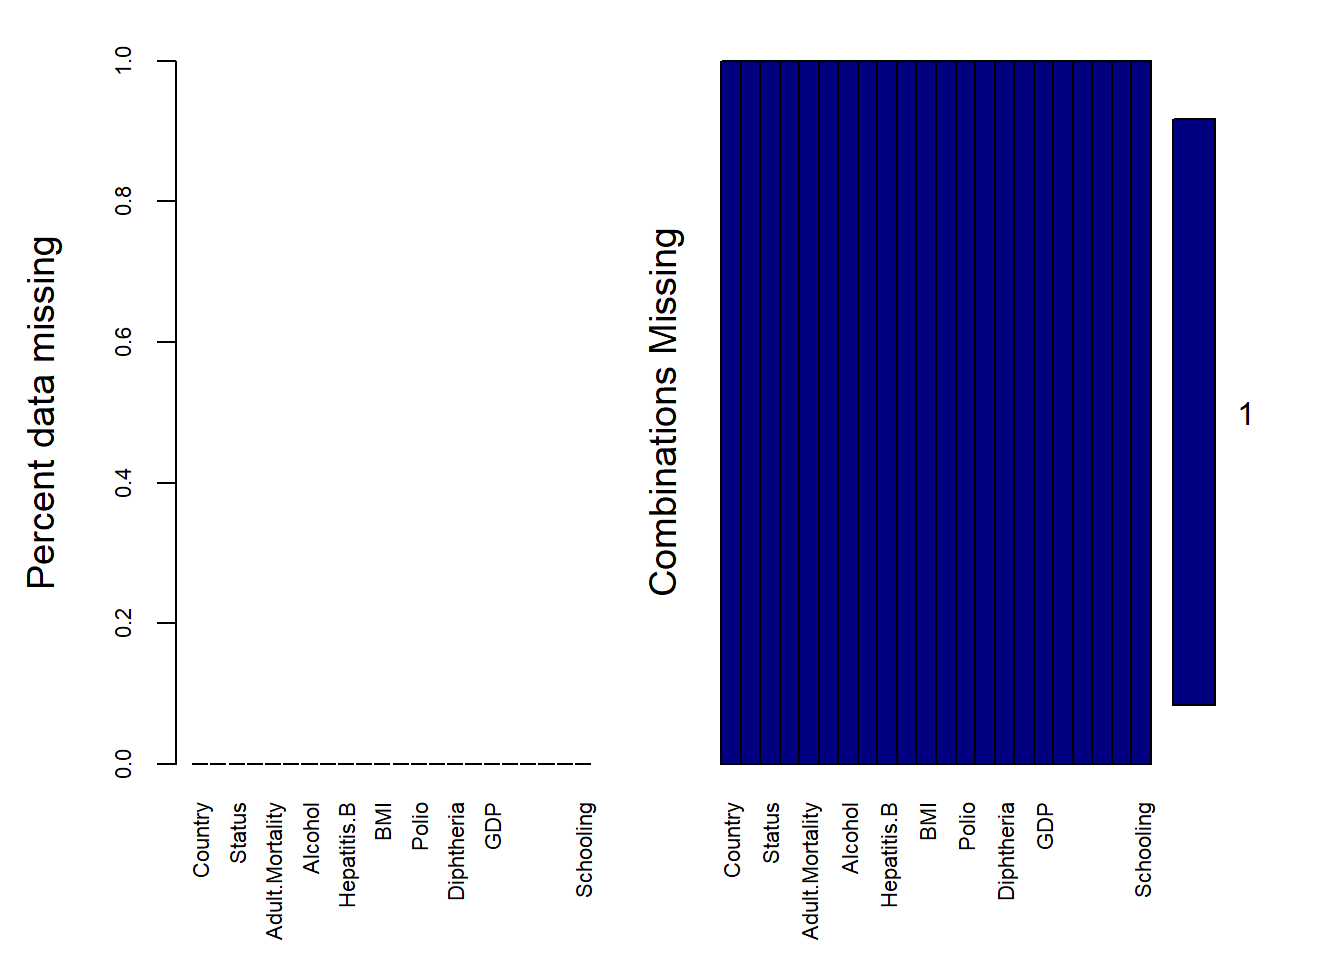 Percent data missing
1.0
0.8
0.6
0.4
0.2
0.0
Country
Status
Adult.Mortality
Alcohol
Hepatitis.B
BMI
Polio
Diphtheria
GDP
Schooling
Combinations Missing
Country
Status
Adult.Mortality
Alcohol
Hepatitis.B
BMI
Polio
Diphtheria
GDP
Schooling
1